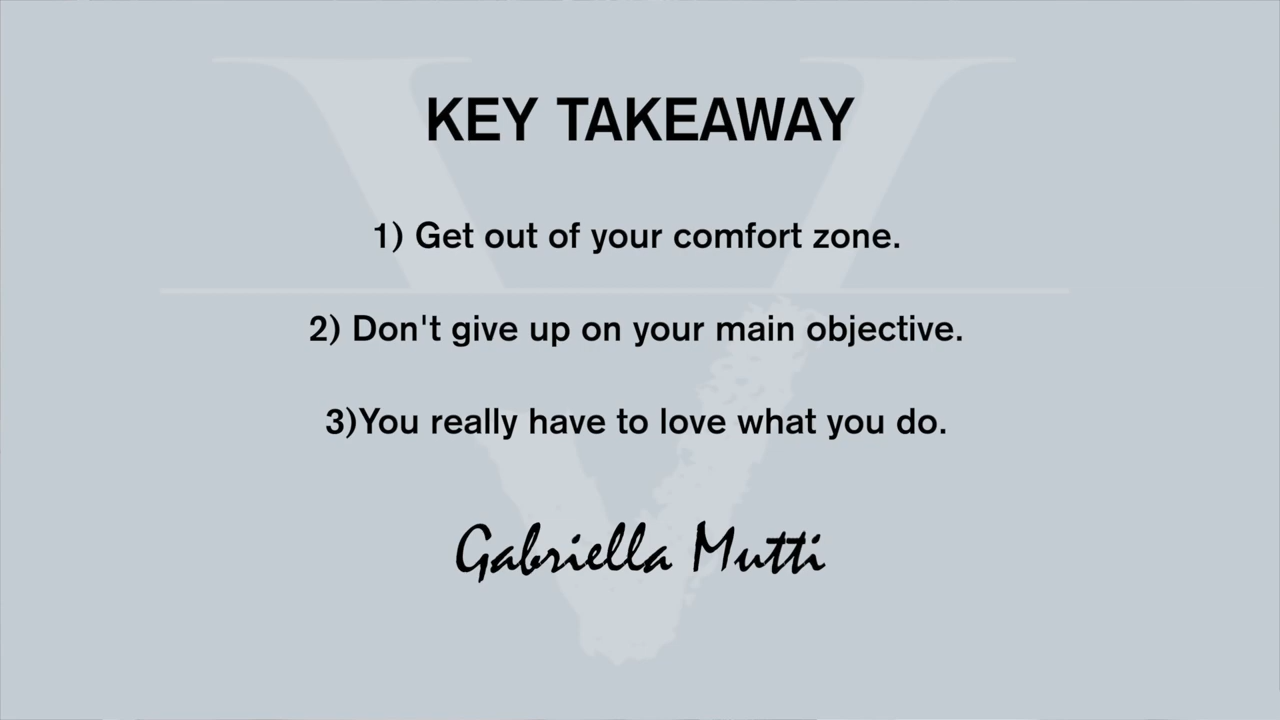 KEY TAKEAWAY
1) Get out of your comfort zone.
2) Don't give up on your main objective.
3)You really have to love what you do.
Gabriella Mutti